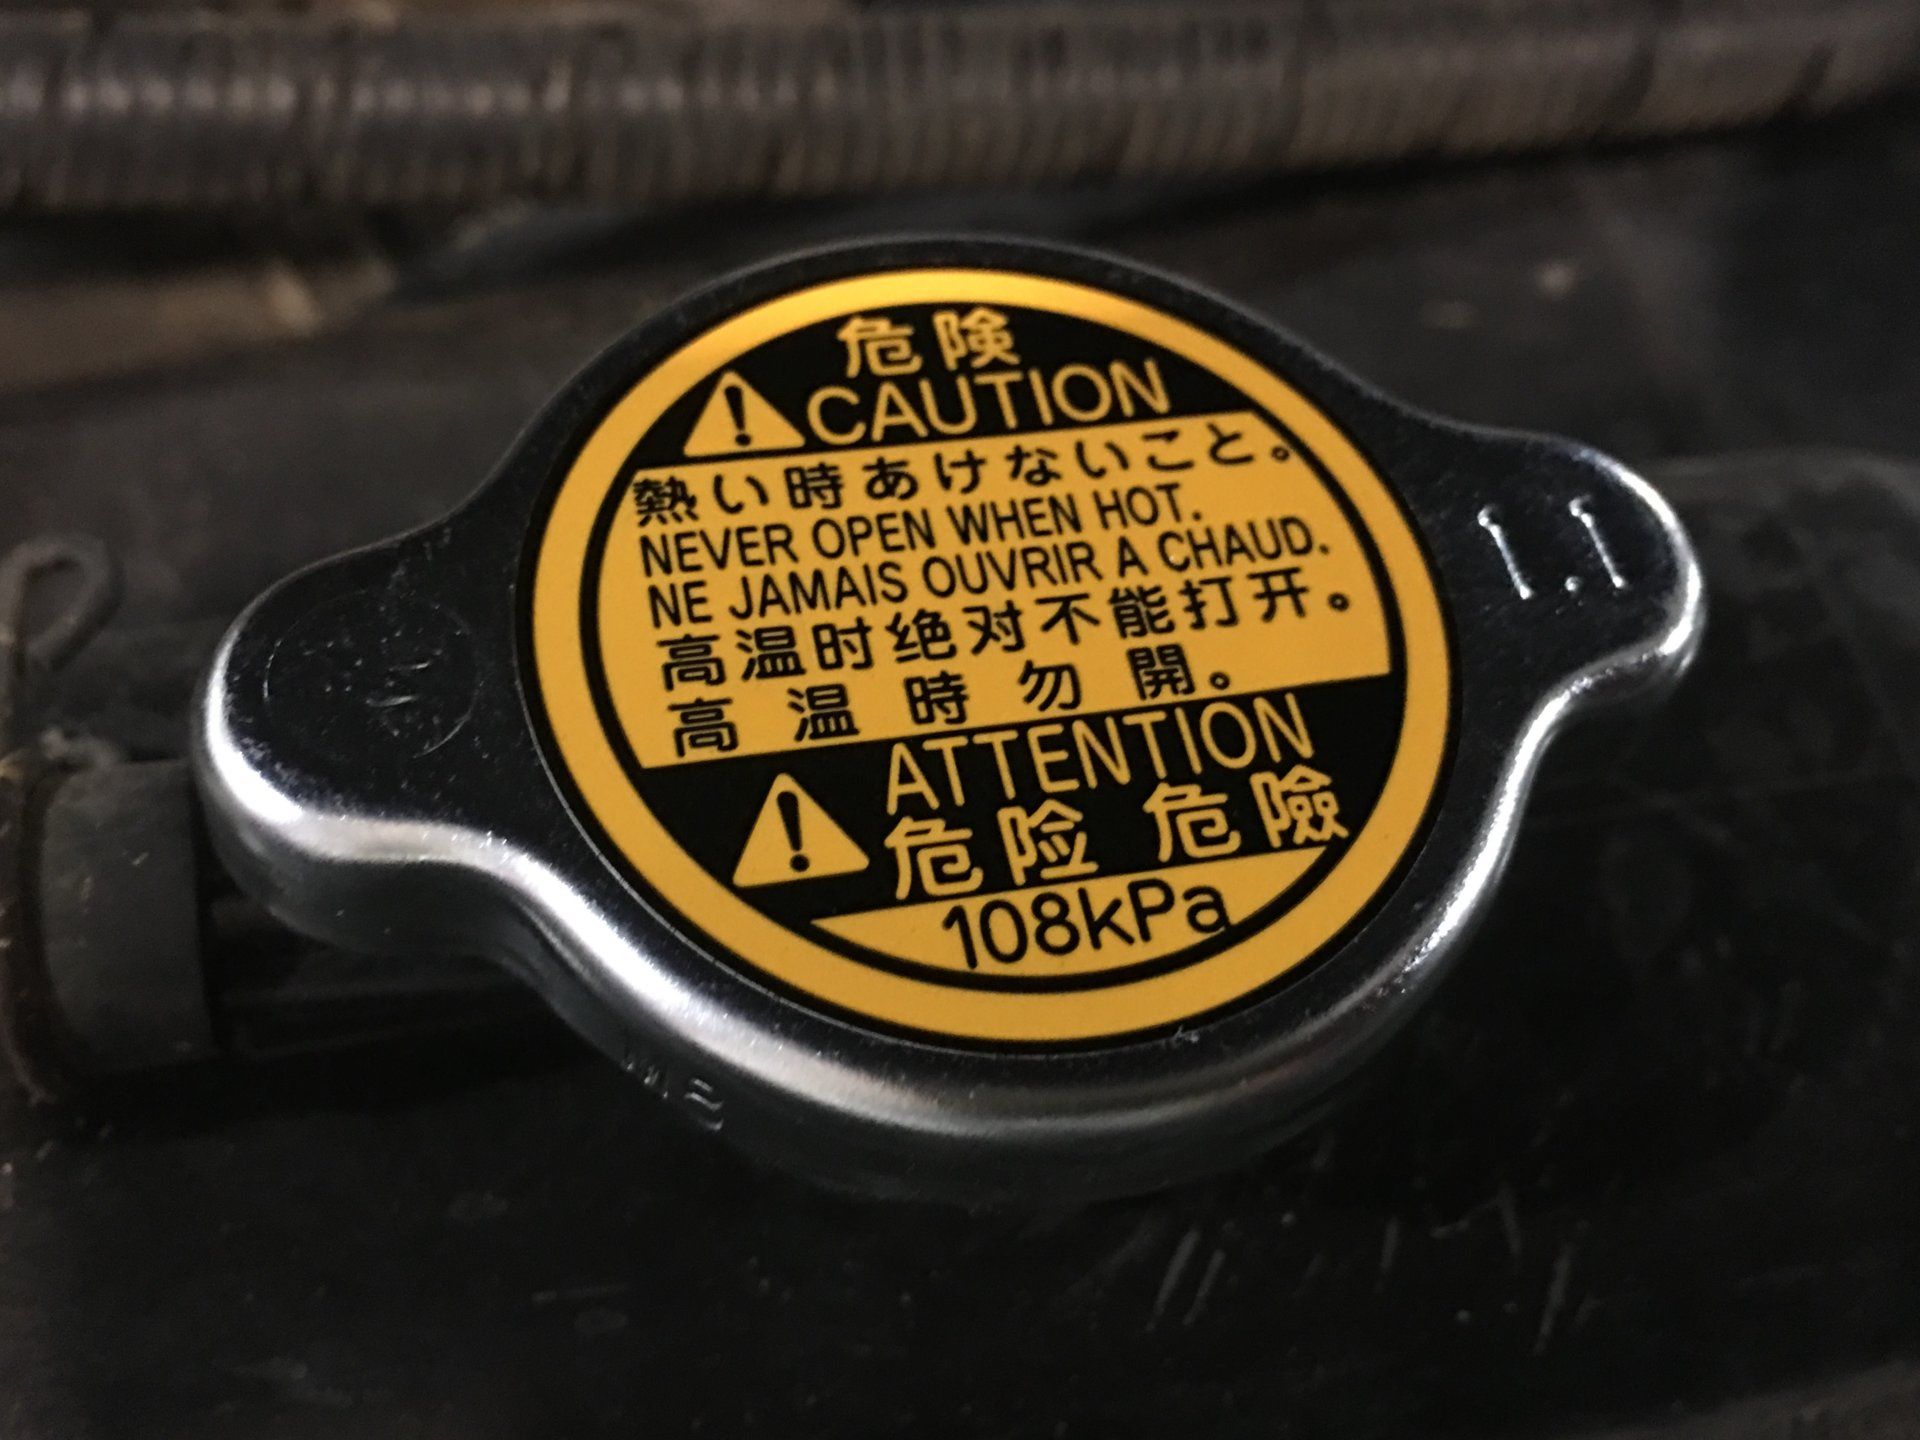 危険
CAUTION
熱い時あけないこと。
NEVER OPEN WHEN HOT.
NE JAMAIS OUVRIR A CHAUD.
高温时绝对不能打开。
高温時勿開。
ATTENTION
危险 危險
108kPa
1.1